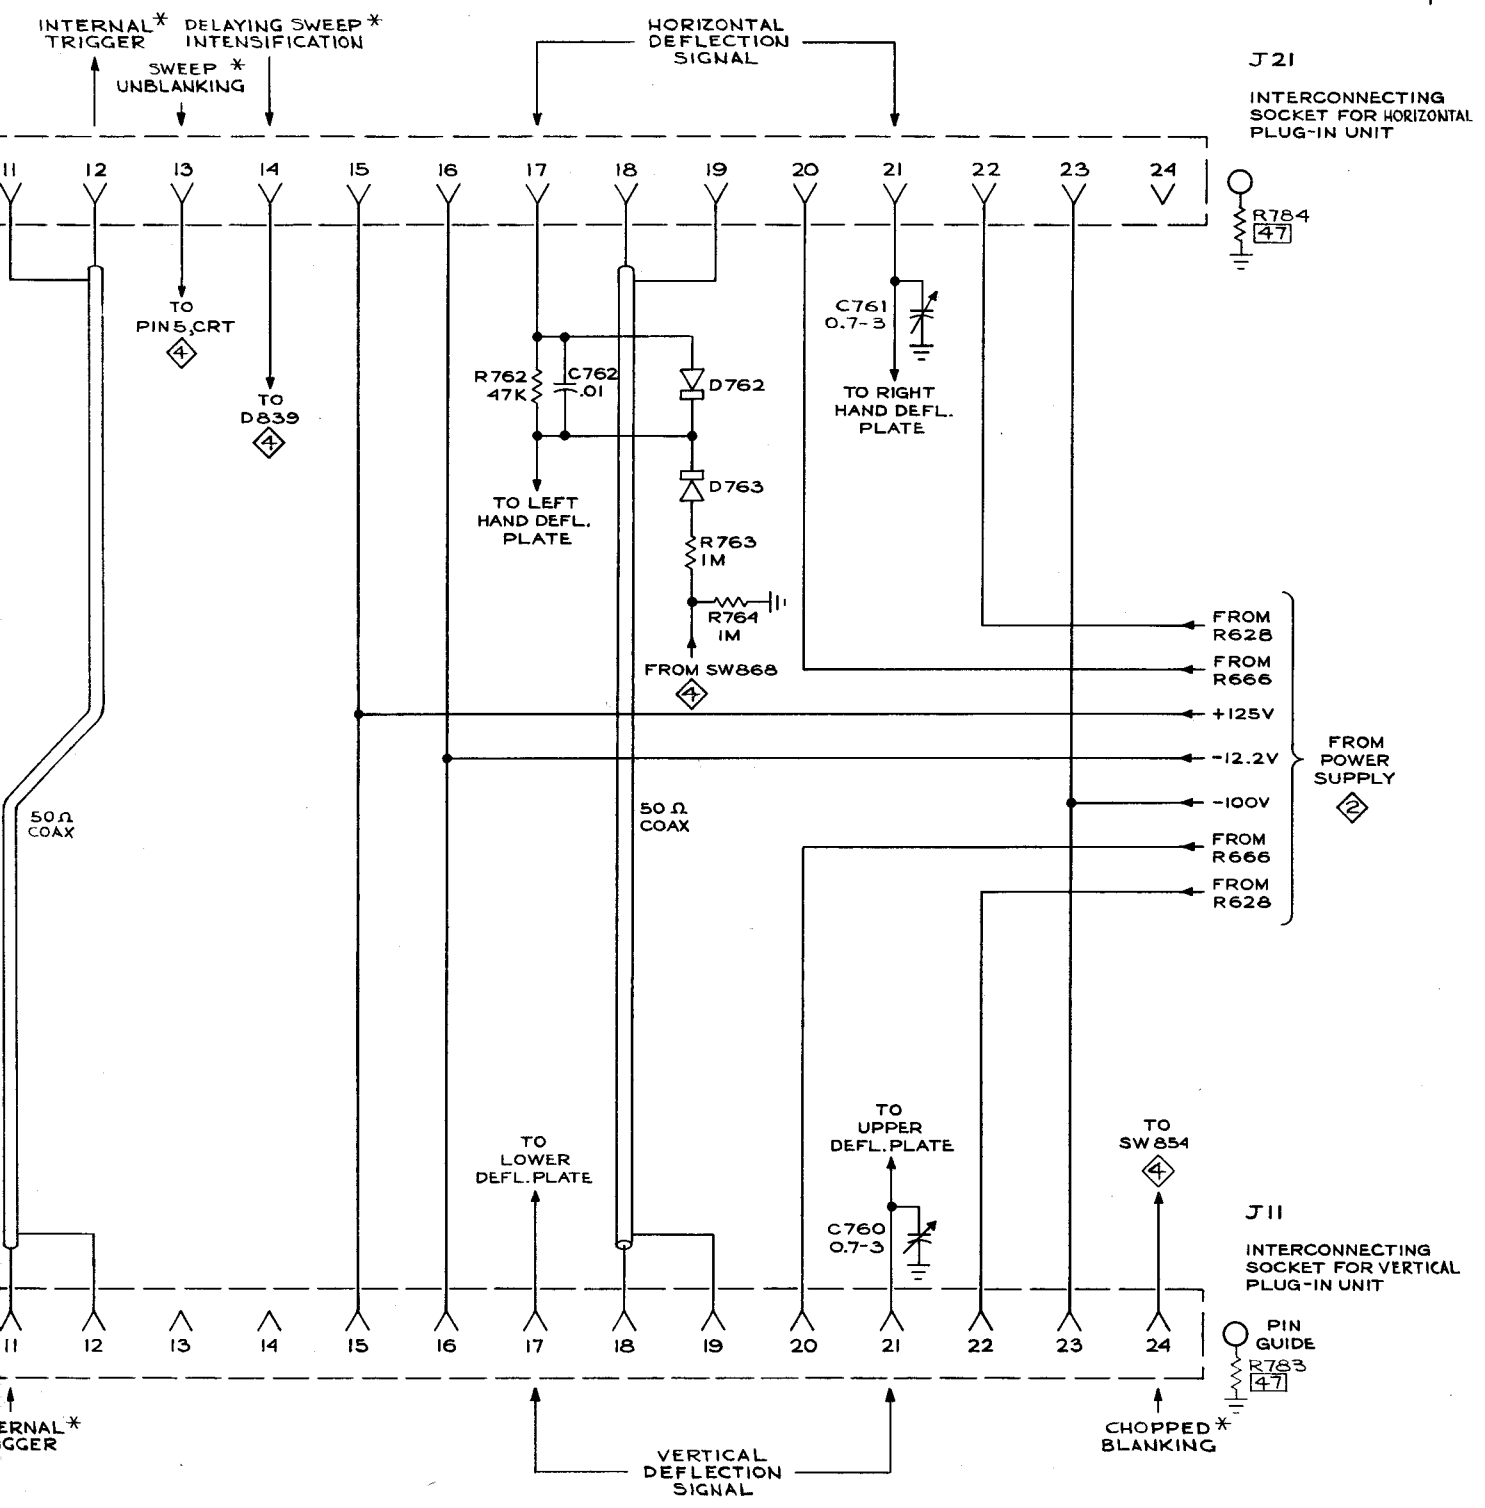 INTERNAL*
TRIGGER
DELAYING SWEEP*
INTENSIFICATION
SWEEP *
UNBLANKING
HORIZONTAL
DEFLECTION
SIGNAL
J21
INTERCONNECTING
SOCKET FOR HORIZONTAL
PLUG-IN UNIT
11 12 13 14 15 16 17 18 19 20 21 22 23 24
R784
47
TO
PIN 5, CRT
4
TO
D839
4
R762
47K
C762
.01
D762
C761
0.7-3
TO RIGHT
HAND DEFL.
PLATE
TO LEFT
HAND DEFL.
PLATE
D763
R763
1M
R764
1M
FROM SW868
4
FROM
R628
FROM
R666
+125V
-12.2V
-100V
FROM
R666
FROM
R628
FROM
POWER
SUPPLY
2
50Ω
COAX
50Ω
COAX
TO
LOWER
DEFL. PLATE
TO
UPPER
DEFL. PLATE
TO
SW854
4
C760
0.7-3
J11
INTERCONNECTING
SOCKET FOR VERTICAL
PLUG-IN UNIT
11 12 13 14 15 16 17 18 19 20 21 22 23 24
PIN
GUIDE
R783
47
ERNAL*
GGER
VERTICAL
DEFLECTION
SIGNAL
CHOPPED*
BLANKING